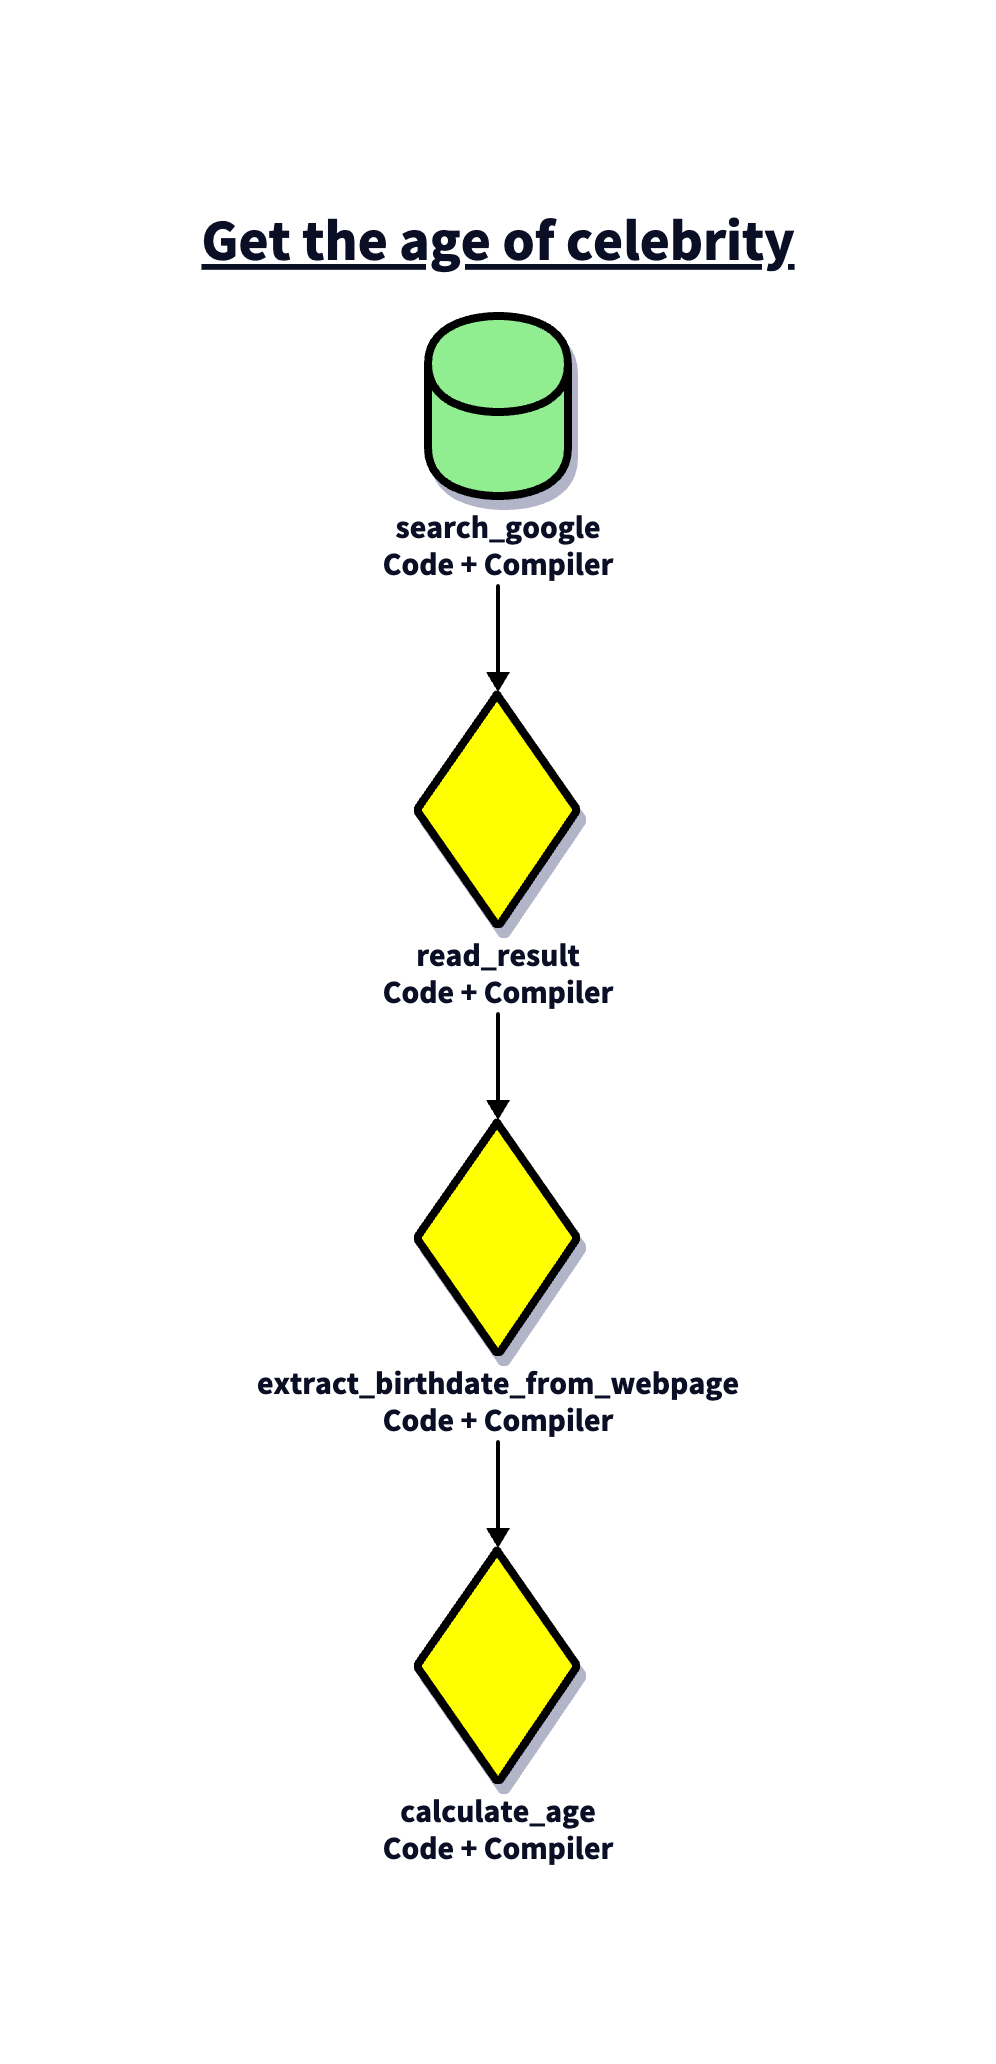 Get the age of celebrity
search_google
Code + Compiler
read_result
Code + Compiler
extract_birthdate_from_webpage
Code + Compiler
calculate_age
Code + Compiler